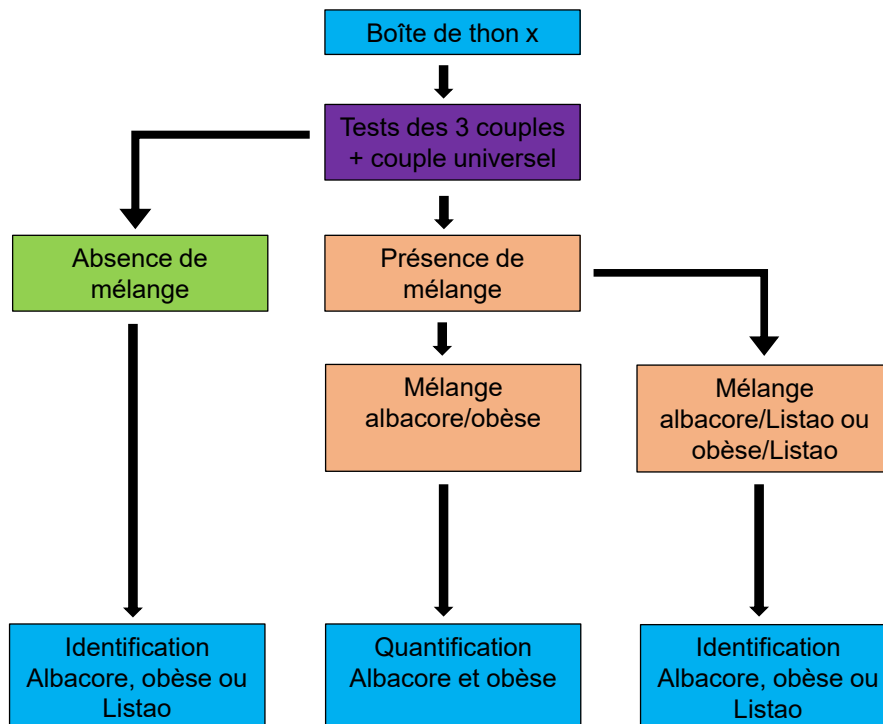 Boîte de thon x
Tests des 3 couples
+ couple universel
Absence de
mélange
Présence de
mélange
Mélange
albacore/obèse
Mélange
albacore/Listao ou
obèse/Listao
Identification
Albacore, obèse ou
Listao
Quantification
Albacore et obèse
Identification
Albacore, obèse ou
Listao